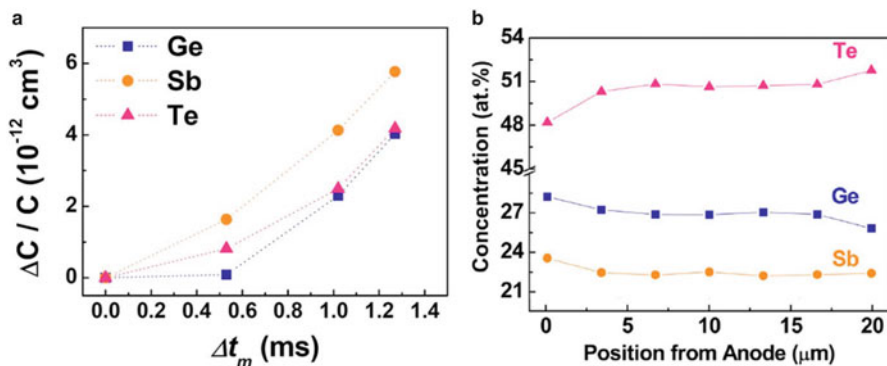 a
ΔC / C (10⁻¹² cm³)
6
4
2
0
Ge
Sb
Te
0.0 0.2 0.4 0.6 0.8 1.0 1.2 1.4
Δtₘ (ms)
b
Concentration (at.%)
54
51
48
45
27
24
21
Te
Ge
Sb
0 5 10 15 20
Position from Anode (μm)